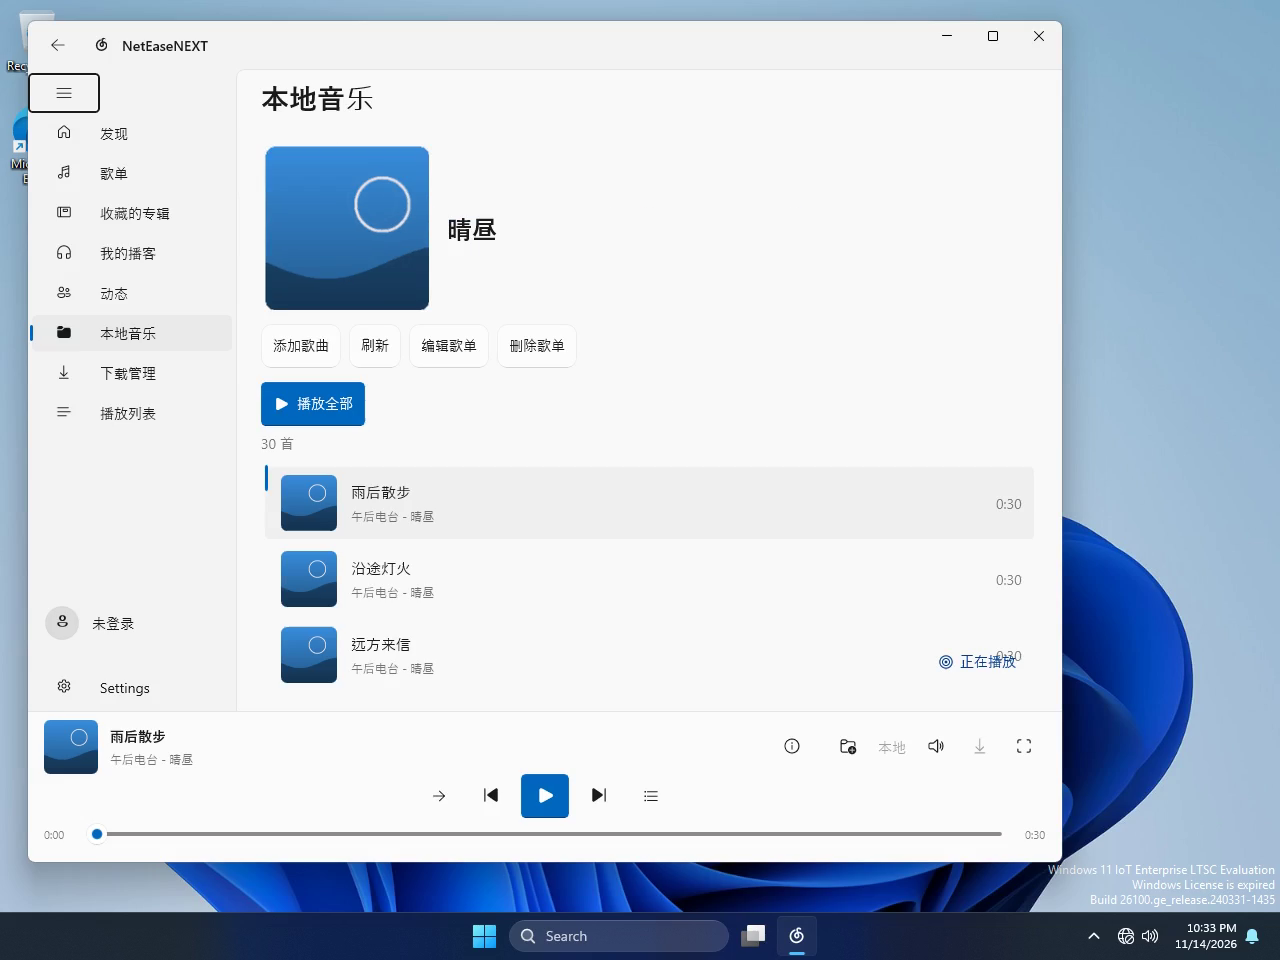 NetEaseNEXT
本地音乐
发现
歌单
收藏的专辑
我的播客
动态
本地音乐
下载管理
播放列表
未登录
Settings
晴昼
添加歌曲
刷新
编辑歌单
删除歌单
播放全部
30 首
雨后散步
午后电台 - 晴昼
0:30
沿途灯火
午后电台 - 晴昼
0:30
远方来信
午后电台 - 晴昼
0:30
正在播放
雨后散步
午后电台 - 晴昼
本地
0:00
0:30
Windows 11 IoT Enterprise LTSC Evaluation
Windows License is expired
Build 26100.ge_release.240331-1435
Search
10:33 PM
11/14/2026